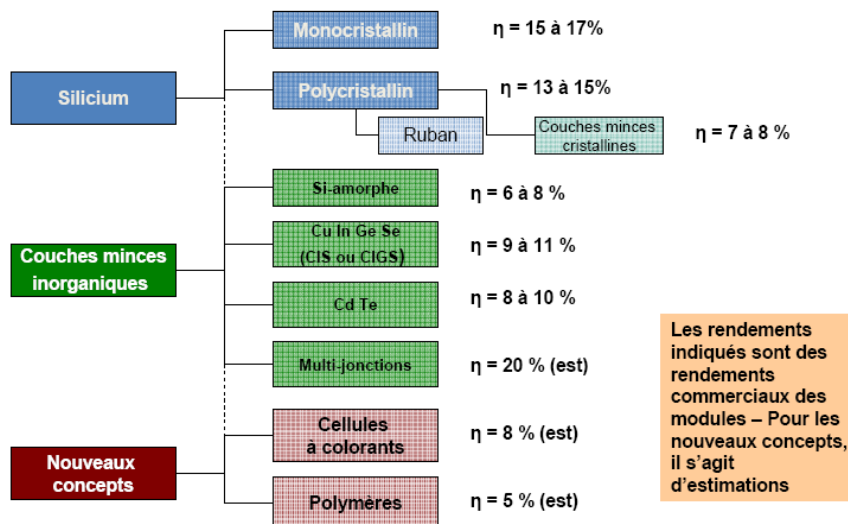 Monocristallin
η = 15 à 17%
Silicium
Polycristallin
η = 13 à 15%
Ruban
Couches minces
cristallines
η = 7 à 8 %
Si-amorphe
η = 6 à 8 %
Couches minces
inorganiques
Cu In Ge Se
(CIS ou CIGS)
η = 9 à 11 %
Cd Te
η = 8 à 10 %
Multi-jonctions
η = 20 % (est)
Nouveaux
concepts
Cellules
à colorants
η = 8 % (est)
Polymères
η = 5 % (est)
Les rendements
indiqués sont des
rendements
commerciaux des
modules – Pour les
nouveaux concepts,
il s’agit
d’estimations